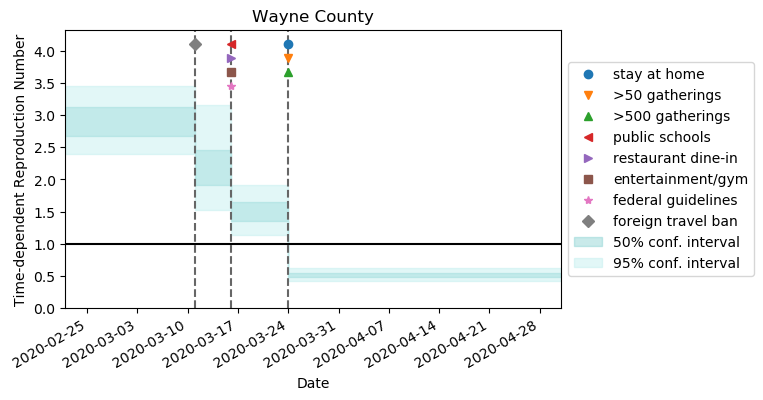 Wayne County
Time-dependent Reproduction Number
4.0
3.5
3.0
2.5
2.0
1.5
1.0
0.5
0.0
2020-02-25
2020-03-03
2020-03-10
2020-03-17
2020-03-24
2020-03-31
2020-04-07
2020-04-14
2020-04-21
2020-04-28
Date
stay at home
>50 gatherings
>500 gatherings
public schools
restaurant dine-in
entertainment/gym
federal guidelines
foreign travel ban
50% conf. interval
95% conf. interval